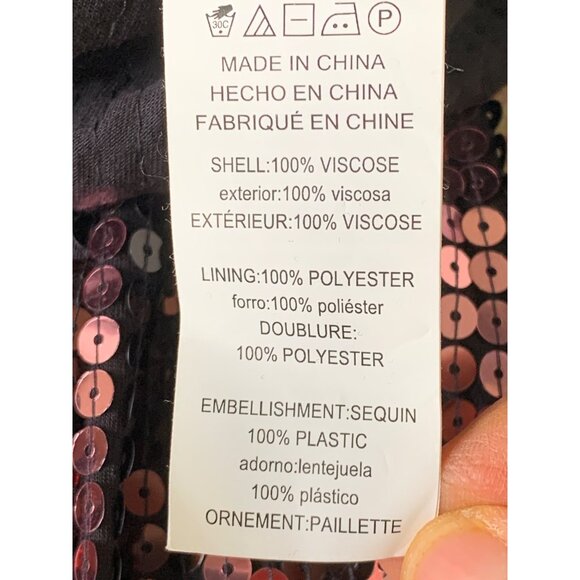 30C P
MADE IN CHINA
HECHO EN CHINA
FABRIQUÉ EN CHINE
SHELL:100% VISCOSE
exterior:100% viscosa
EXTÉRIEUR:100% VISCOSE
LINING:100% POLYESTER
forro:100% poliéster
DOUBLURE:
100% POLYESTER
EMBELLISHMENT:SEQUIN
100% PLASTIC
adorno:lentejuela
100% plástico
ORNEMENT:PAILLETTE